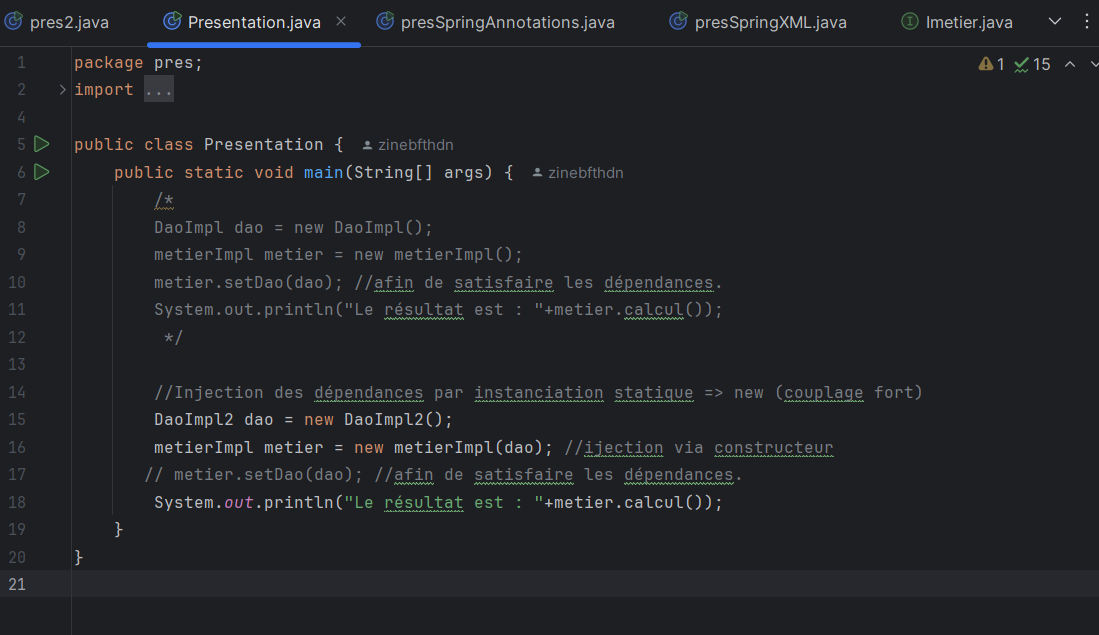 pres2.java Presentation.java presSpringAnnotations.java presSpringXML.java Imetier.java
1 package pres; 1 15
2 import ...
4
5 public class Presentation { zinebfthdn
6 public static void main(String[] args) { zinebfthdn
7 /*
8 DaoImpl dao = new DaoImpl();
9 metierImpl metier = new metierImpl();
10 metier.setDao(dao); //afin de satisfaire les dépendances.
11 System.out.println("Le résultat est : "+metier.calcul());
12 */
13
14 //Injection des dépendances par instanciation statique => new (couplage fort)
15 DaoImpl2 dao = new DaoImpl2();
16 metierImpl metier = new metierImpl(dao); //ijection via constructeur
17 // metier.setDao(dao); //afin de satisfaire les dépendances.
18 System.out.println("Le résultat est : "+metier.calcul());
19 }
20 }
21